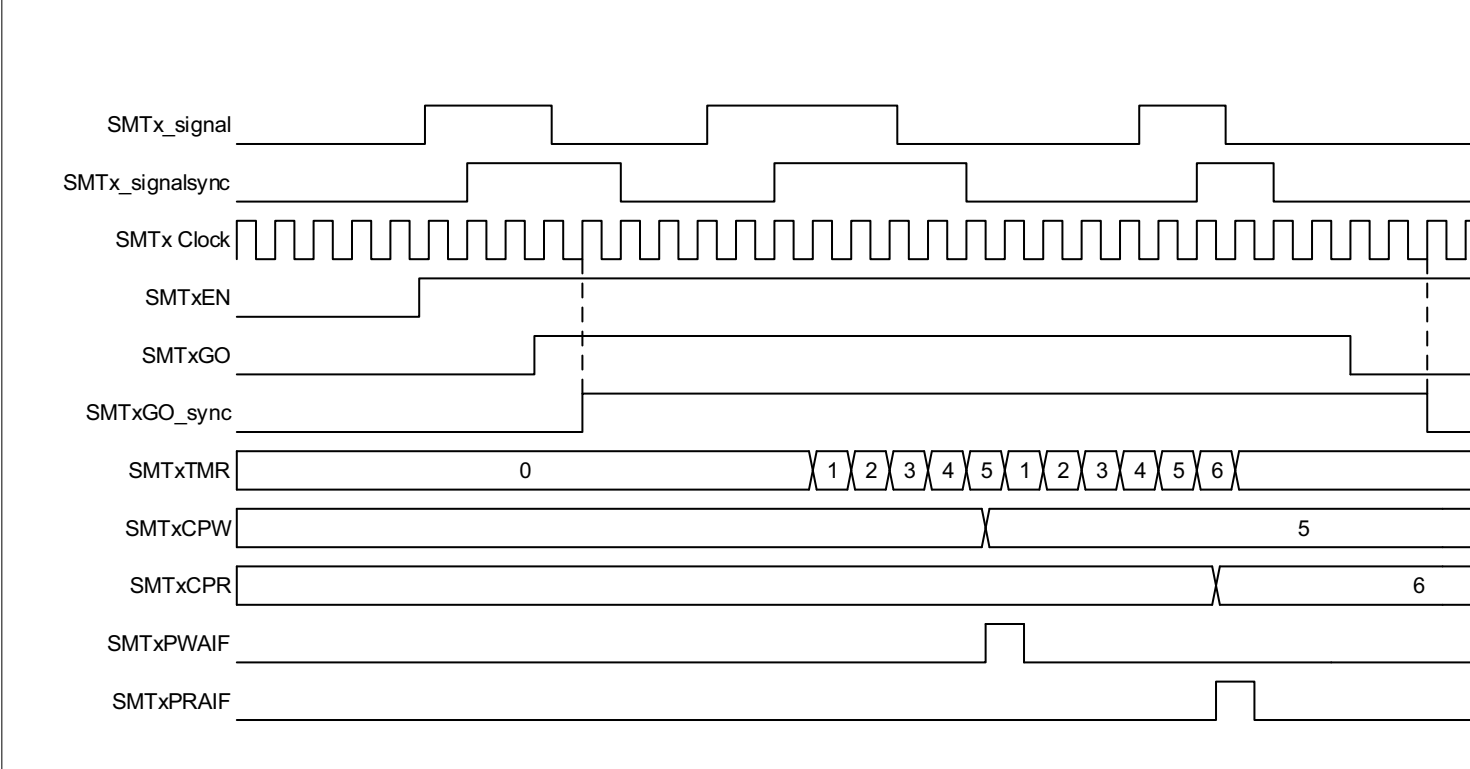 SMTx_signal
SMTx_signalsync
SMTx Clock
SMTxEN
SMTxGO
SMTxGO_sync
SMTxTMR 0 1 2 3 4 5 1 2 3 4 5 6
SMTxCPW 5
SMTxCPR 6
SMTxPWAIF
SMTxPRAIF